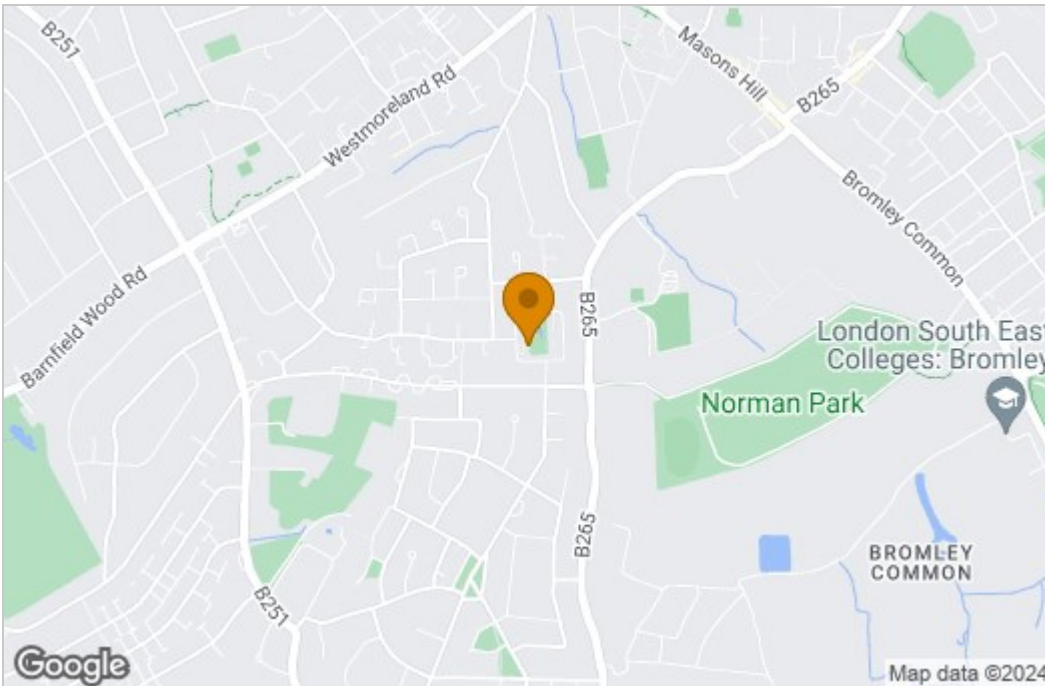 B251
Westmoreland Rd
Masons Hill
B265
Bromley Common
Barnfield Wood Rd
B265
London South East
Colleges: Bromley
Norman Park
B265
BROMLEY
COMMON
B251
Google
Map data ©2024